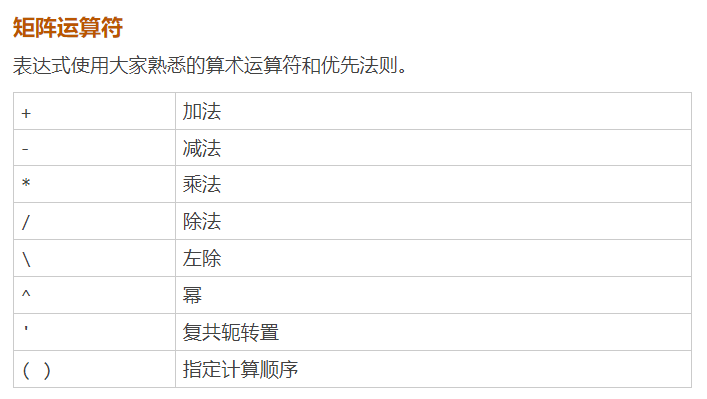 矩阵运算符
表达式使用大家熟悉的算术运算符和优先法则。
+ 加法
- 减法
* 乘法
/ 除法
\ 左除
^ 幂
' 复共轭转置
( ) 指定计算顺序